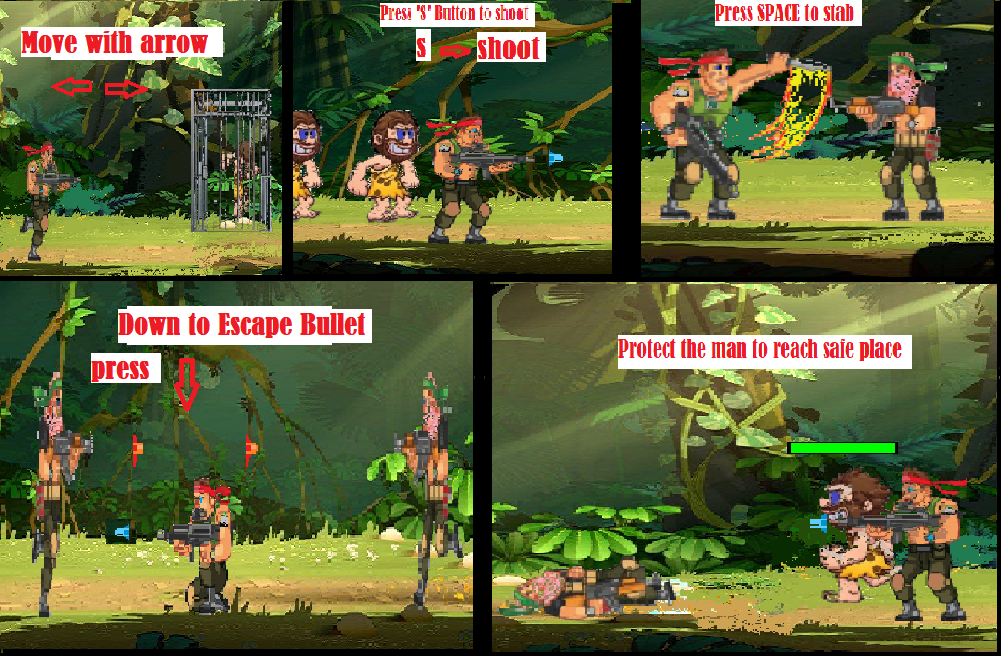 Move with arrow
Press "S" Button to shoot
S shoot
Press SPACE to stab
Down to Escape Bullet
press
Protect the man to reach safe place